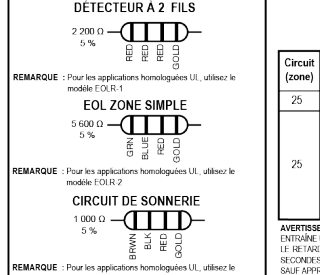 DÉTECTEUR À 2 FILS
2 200 Ω
5 %
RED
RED
RED
GOLD
REMARQUE : Pour les applications homologuées UL, utilisez le
modèle EOLR-1
EOL ZONE SIMPLE
5 600 Ω
5 %
GRN
BLUE
RED
GOLD
REMARQUE : Pour les applications homologuées UL, utilisez le
modèle EOLR-2
CIRCUIT DE SONNERIE
1 000 Ω
5 %
BRWN
BLK
RED
GOLD
REMARQUE : Pour les applications homologuées UL, utilisez le
Circuit
(zone)
25
25
AVERTISSE
ENTRAÎNE
LE RETARD
SECONDES
SAUF APPR